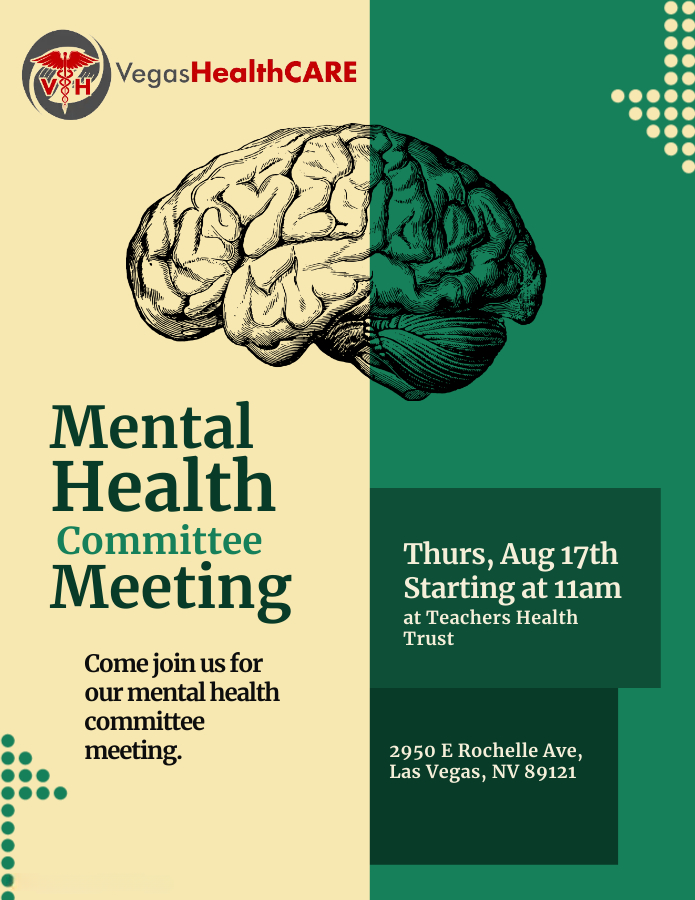 V H
VegasHealthCARE
Mental
Health
Committee
Meeting
Come join us for
our mental health
committee
meeting.
Thurs, Aug 17th
Starting at 11am
at Teachers Health
Trust
2950 E Rochelle Ave,
Las Vegas, NV 89121